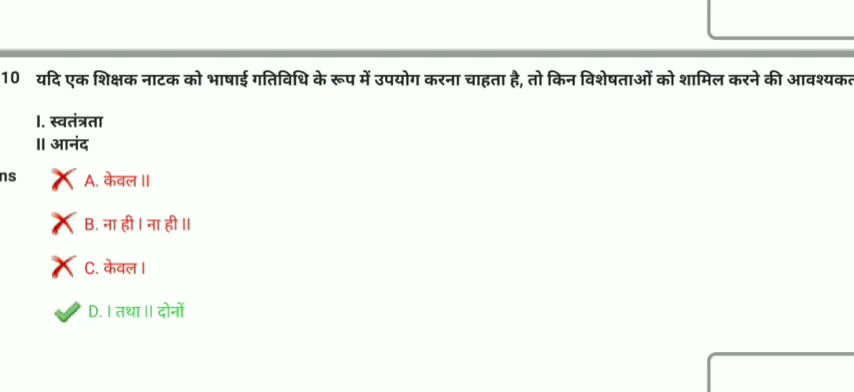 10 यदि एक शिक्षक नाटक को भाषाई गतिविधि के रूप में उपयोग करना चाहता है, तो किन विशेषताओं को शामिल करने की
I. स्वतंत्रता
II आनंद
ns
A. केवल II
B. ना ही I ना ही II
C. केवल I
D. I तथा II दोनों